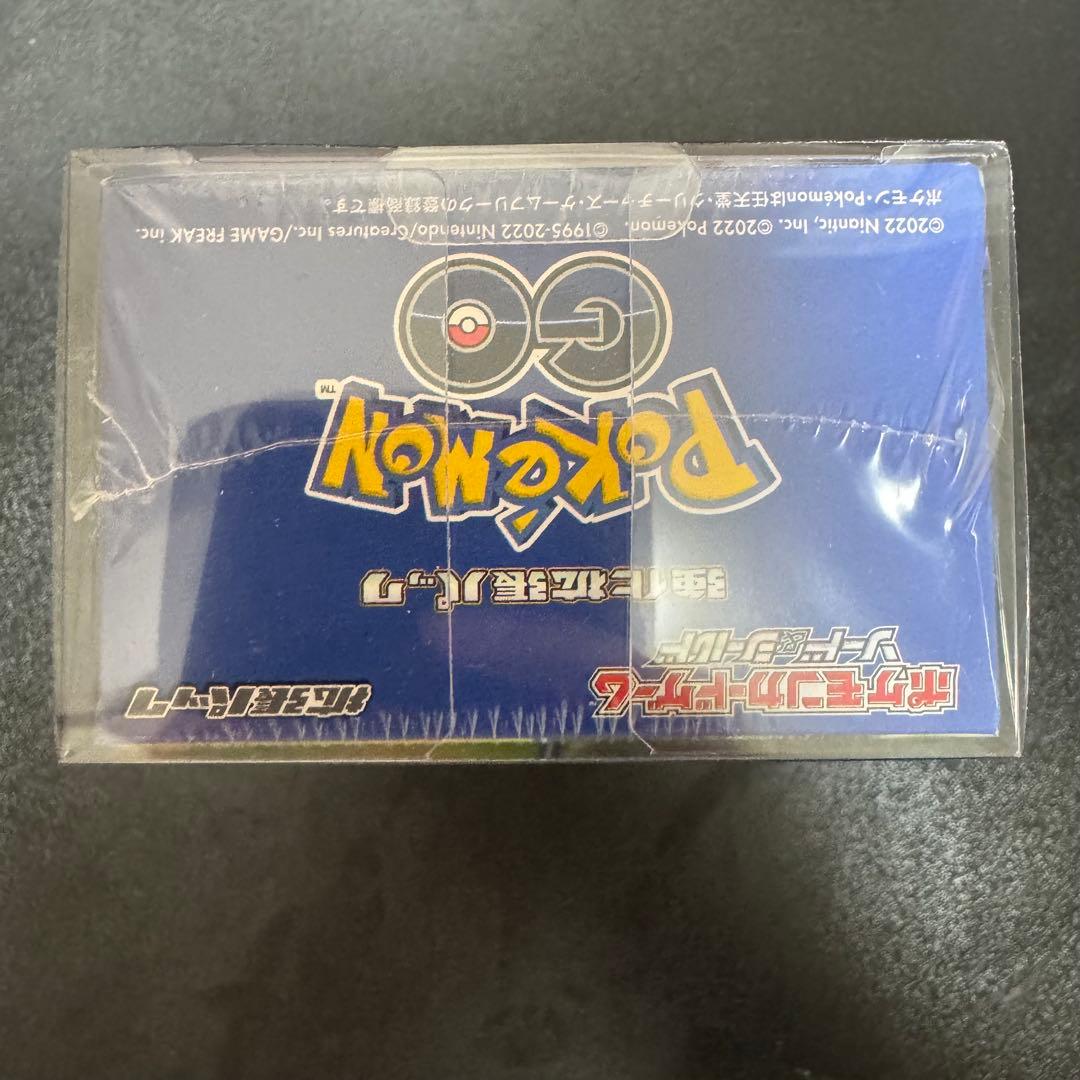 拡張パック
ポケモンカードゲーム
ソード&シールド
強化拡張パック
POKéMON™
GO
©2022 Niantic, Inc. ©2022 Pokémon. ©1995-2022 Nintendo/Creatures Inc./GAME FREAK inc.
ポケモン・Pokémonは任天堂・クリーチャーズ・ゲームフリークの登録商標です。